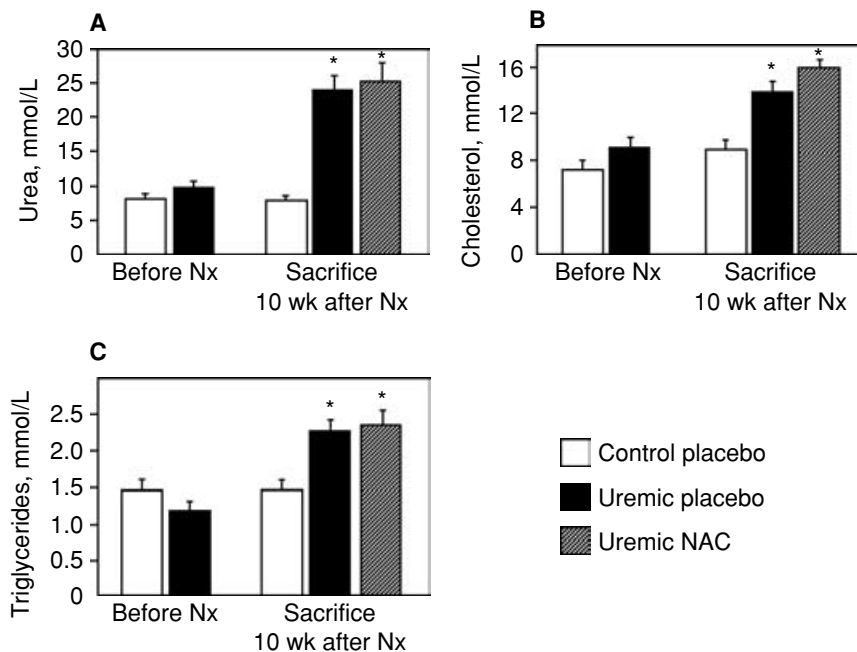 A
Urea, mmol/L
30
25
20
15
10
5
0
*
*
Before Nx
Sacrifice
10 wk after Nx
B
Cholesterol, mmol/L
16
12
8
4
0
*
*
Before Nx
Sacrifice
10 wk after Nx
C
Triglycerides, mmol/L
2.5
2.0
1.5
1.0
0.5
0
*
*
Before Nx
Sacrifice
10 wk after Nx
Control placebo
Uremic placebo
Uremic NAC